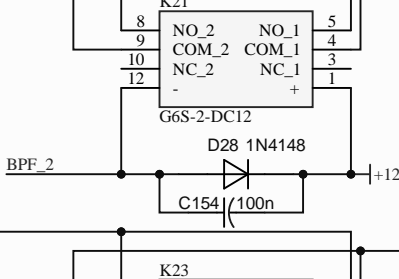 K21
8 NO_2 NO_1 5
9 COM_2 COM_1 4
10 NC_2 NC_1 3
12 - + 1
G6S-2-DC12
D28 1N4148
BPF_2
+12
C154 100n
K23